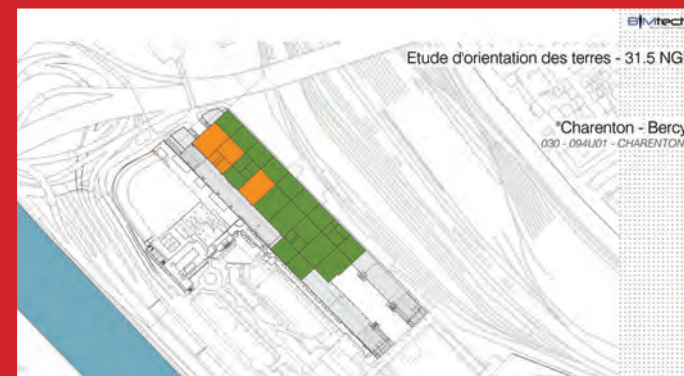 BIMtech
Etude d'orientation des terres - 31.5 NG
"Charenton - Bercy
030 - 094U01 - CHARENTON